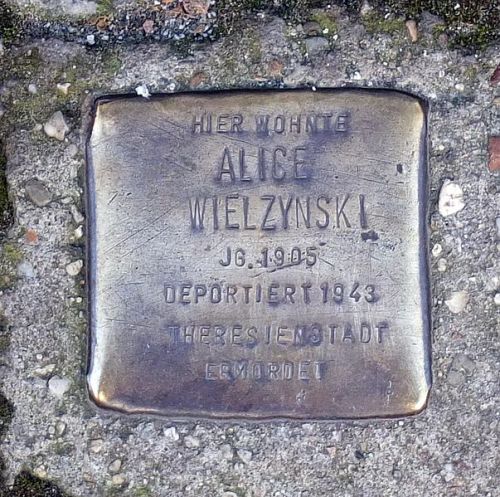 HIER WOHNTE
ALICE
WIELZYNSKI
JG. 1905
DEPORTIERT 1943
THERESIENSTADT
ERMORDET